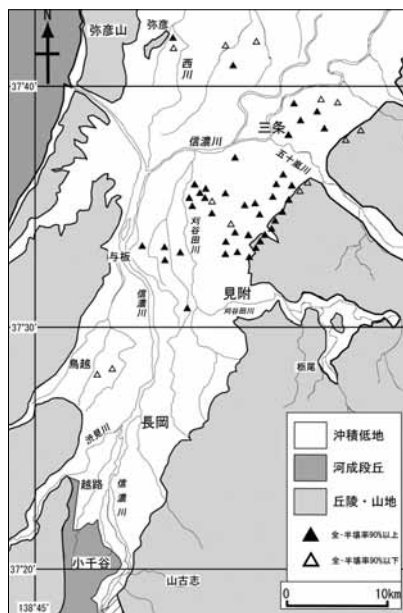 N
弥彦山
弥彦
西川
37°40'
信濃川
三条
五十嵐川
刈谷田川
与板
信濃川
見附
刈谷田川
37°30'
鳥越
栃尾
渋海川
長岡
越路
信濃川
小千谷
37°20'
138°45'
山古志
沖積低地
河成段丘
丘陵・山地
全・半壊率90%以上
全・半壊率90%以下
0 10km